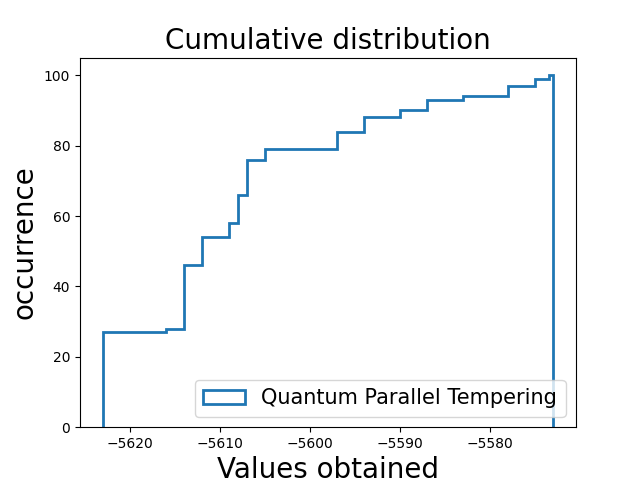 Cumulative distribution
occurrence
100
80
60
40
20
0
Quantum Parallel Tempering
−5620 −5610 −5600 −5590 −5580
Values obtained